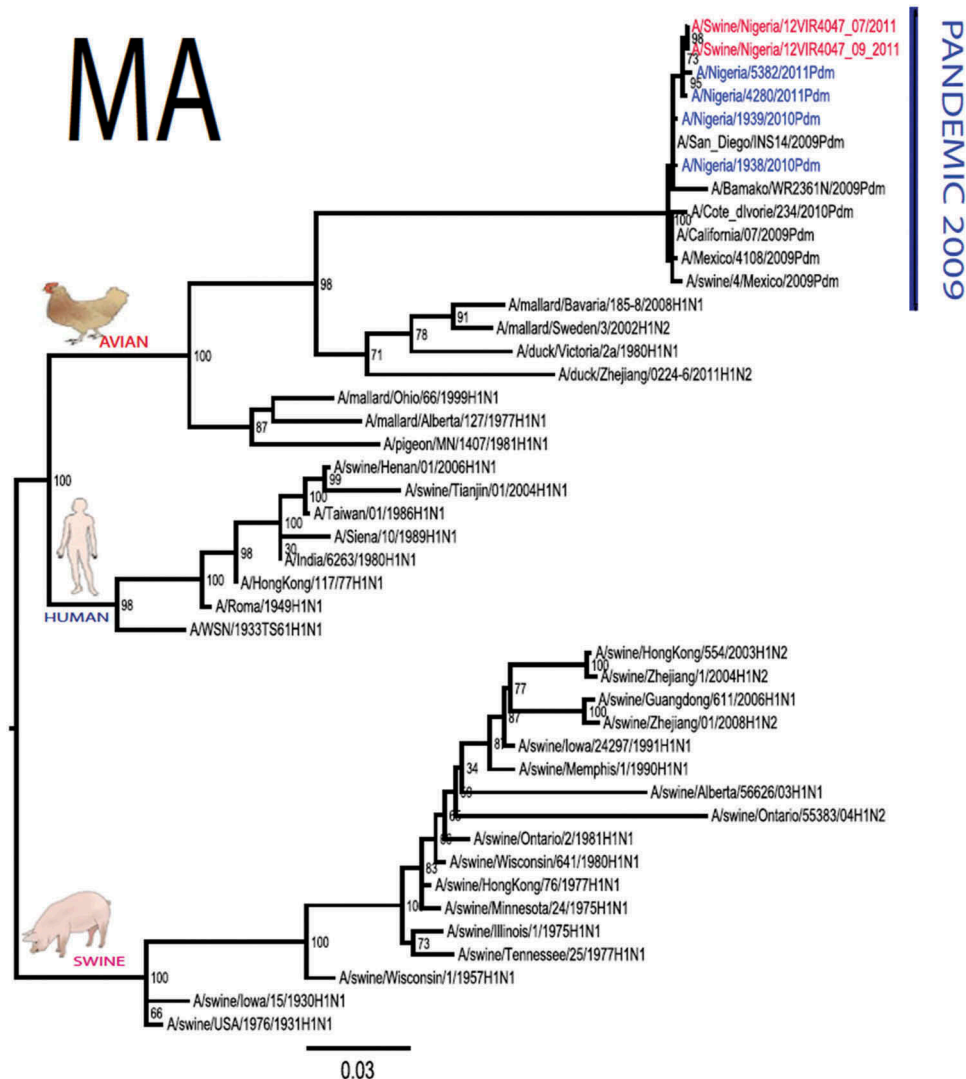 MA
A/Swine/Nigeria/12VIR4047_07/2011
98
A/Swine/Nigeria/12VIR4047_09_2011
73
A/Nigeria/5382/2011Pdm
95
A/Nigeria/4280/2011Pdm
A/Nigeria/1939/2010Pdm
A/San_Diego/INS14/2009Pdm
A/Nigeria/1938/2010Pdm
A/Bamako/WR2361N/2009Pdm
A/Cote_dIvorie/234/2010Pdm
100
A/California/07/2009Pdm
A/Mexico/4108/2009Pdm
A/swine/4/Mexico/2009Pdm
PANDEMIC 2009
98
A/mallard/Bavaria/185-8/2008H1N1
91
A/mallard/Sweden/3/2002H1N2
78
A/duck/Victoria/2a/1980H1N1
71
A/duck/Zhejiang/0224-6/2011H1N2
AVIAN
100
A/mallard/Ohio/66/1999H1N1
A/mallard/Alberta/127/1977H1N1
87
A/pigeon/MN/1407/1981H1N1
100
A/swine/Henan/01/2006H1N1
99
A/swine/Tianjin/01/2004H1N1
100
A/Taiwan/01/1986H1N1
100
A/Siena/10/1989H1N1
30
A/India/6263/1980H1N1
98
A/HongKong/117/77H1N1
100
A/Roma/1949H1N1
98
HUMAN
A/WSN/1933TS61H1N1
A/swine/HongKong/554/2003H1N2
100
A/swine/Zhejiang/1/2004H1N2
77
A/swine/Guangdong/611/2006H1N1
100
87
A/swine/Zhejiang/01/2008H1N2
A/swine/Iowa/24297/1991H1N1
A/swine/Memphis/1/1990H1N1
34
A/swine/Alberta/56626/03H1N1
A/swine/Ontario/55383/04H1N2
A/swine/Ontario/2/1981H1N1
A/swine/Wisconsin/641/1980H1N1
83
A/swine/HongKong/76/1977H1N1
A/swine/Minnesota/24/1975H1N1
A/swine/Illinois/1/1975H1N1
73
A/swine/Tennessee/25/1977H1N1
100
SWINE
A/swine/Wisconsin/1/1957H1N1
100
A/swine/Iowa/15/1930H1N1
66
A/swine/USA/1976/1931H1N1
0.03